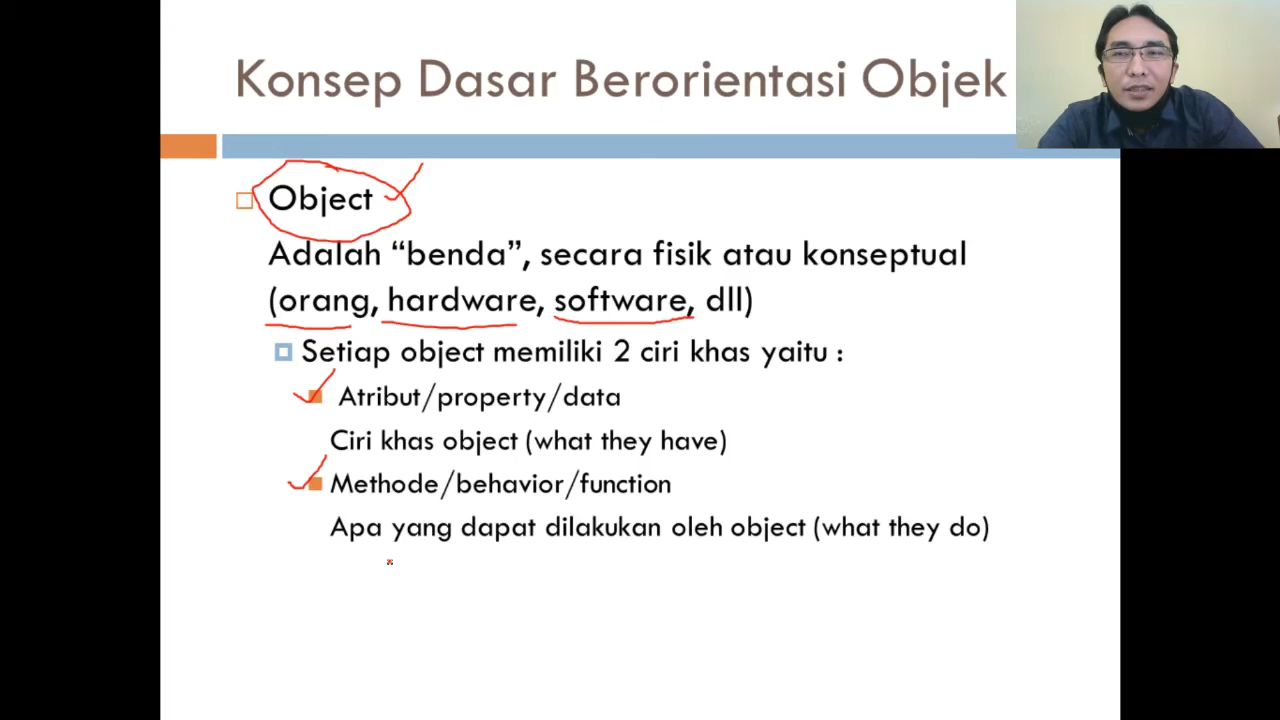 Konsep Dasar Berorientasi Objek
Object
Adalah “benda”, secara fisik atau konseptual
(orang, hardware, software, dll)
Setiap object memiliki 2 ciri khas yaitu :
Atribut/property/data
Ciri khas object (what they have)
Methode/behavior/function
Apa yang dapat dilakukan oleh object (what they do)